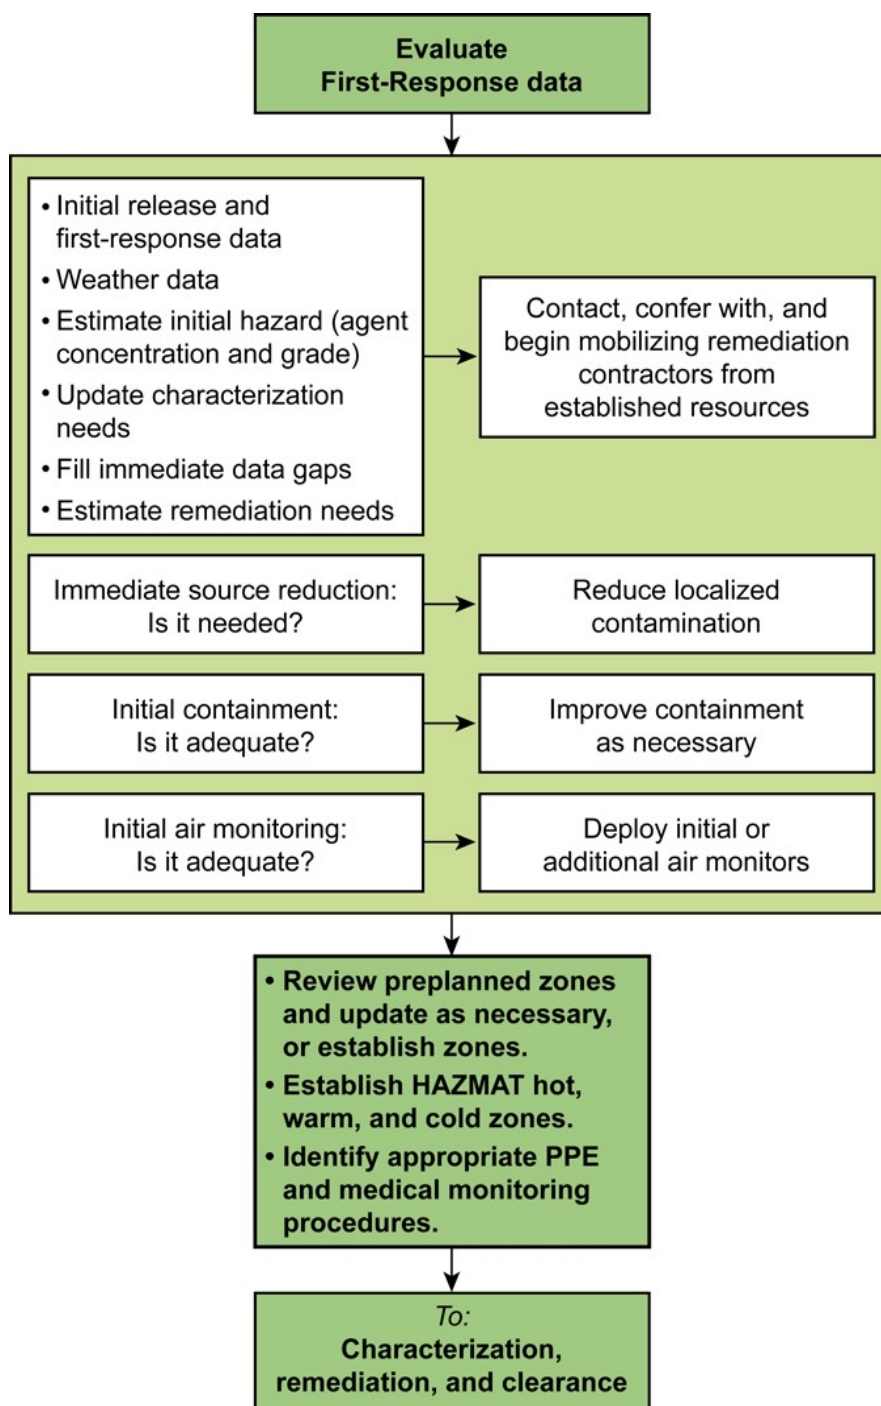 Evaluate
First-Response data
• Initial release and
first-response data
• Weather data
• Estimate initial hazard (agent
concentration and grade)
• Update characterization
needs
• Fill immediate data gaps
• Estimate remediation needs
Contact, confer with, and
begin mobilizing remediation
contractors from
established resources
Immediate source reduction:
Is it needed?
Reduce localized
contamination
Initial containment:
Is it adequate?
Improve containment
as necessary
Initial air monitoring:
Is it adequate?
Deploy initial or
additional air monitors
• Review preplanned zones
and update as necessary,
or establish zones.
• Establish HAZMAT hot,
warm, and cold zones.
• Identify appropriate PPE
and medical monitoring
procedures.
To:
Characterization,
remediation, and clearance